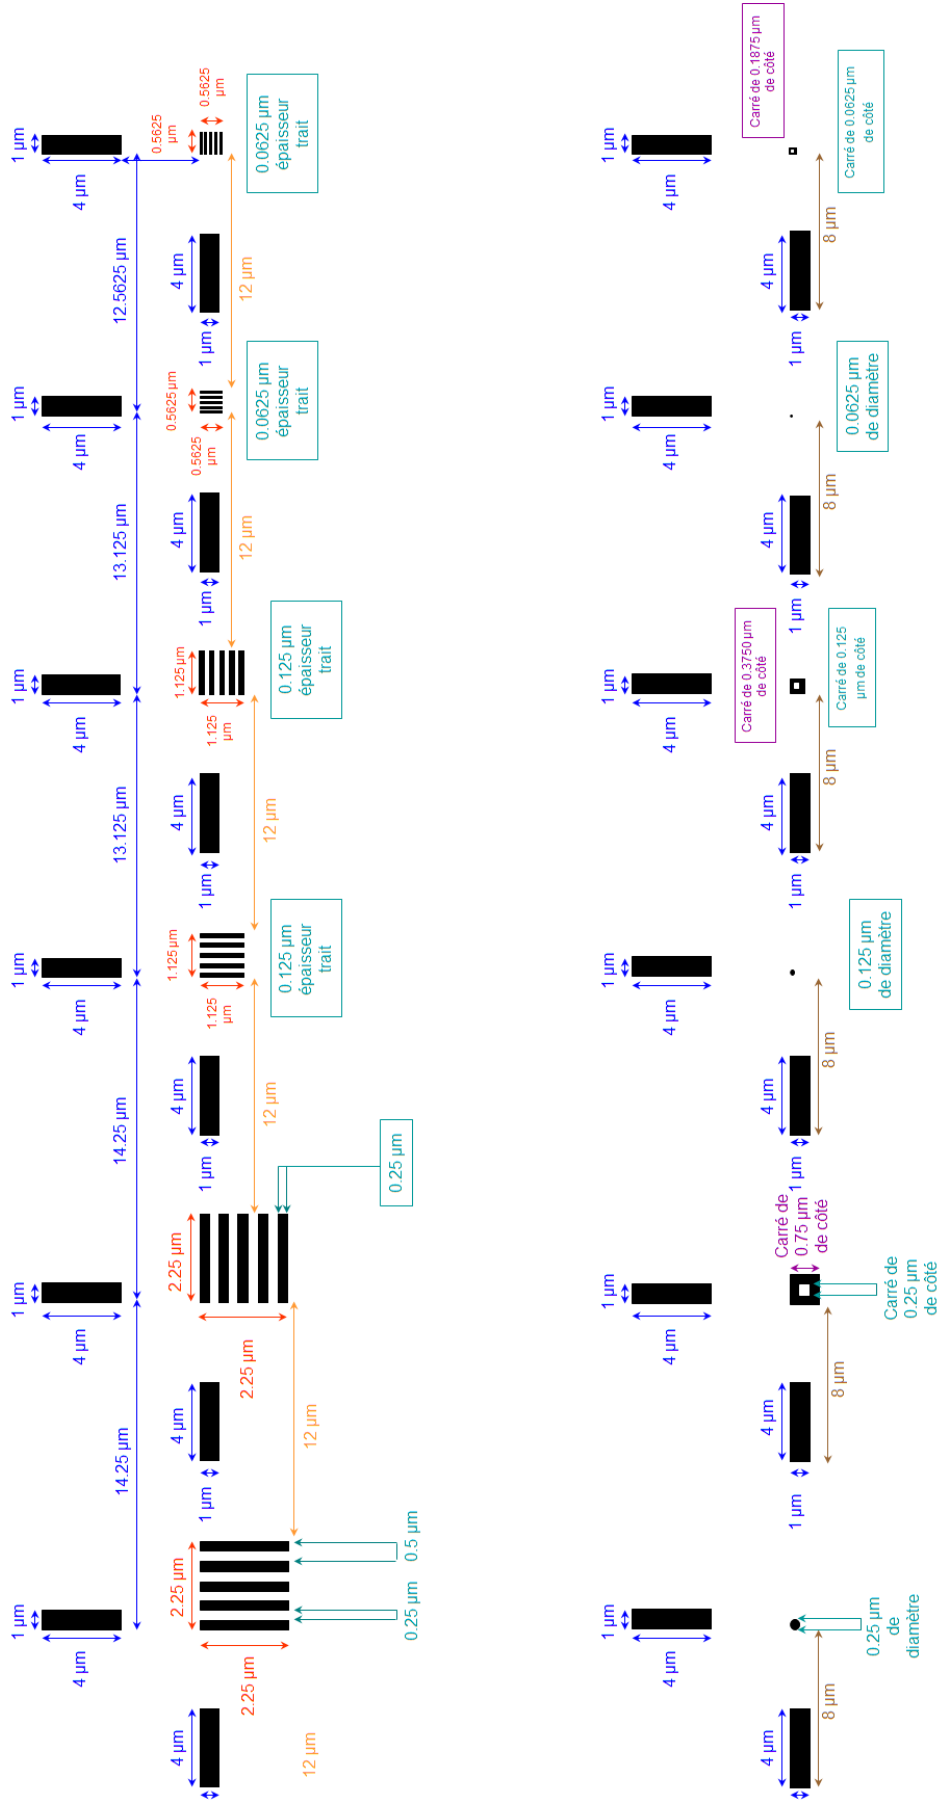 1 µm
1 µm
1 µm
1 µm
1 µm
1 µm
4 µm
4 µm
4 µm
4 µm
4 µm
4 µm
14.25 µm
14.25 µm
13.125 µm
13.125 µm
12.5625 µm
4 µm
2.25 µm
4 µm
2.25 µm
4 µm
1.125 µm
4 µm
1.125 µm
4 µm
0.5625 µm
4 µm
0.5625
µm
1 µm
1 µm
1.125
µm
1 µm
1.125
µm
1 µm
0.5625
µm
1 µm
0.5625
µm
2.25 µm
2.25 µm
12 µm
12 µm
12 µm
12 µm
12 µm
12 µm
0.25 µm
0.5 µm
0.25 µm
0.125 µm
épaisseur
trait
0.125 µm
épaisseur
trait
0.0625 µm
épaisseur
trait
0.0625 µm
épaisseur
trait
1 µm
1 µm
1 µm
1 µm
1 µm
1 µm
4 µm
4 µm
4 µm
4 µm
4 µm
4 µm
4 µm
4 µm
Carré de
0.75 µm
de côté
4 µm
4 µm
Carré de 0.3750 µm
de côté
4 µm
4 µm
Carré de 0.1875 µm
de côté
1 µm
1 µm
1 µm
1 µm
1 µm
8 µm
8 µm
8 µm
8 µm
8 µm
8 µm
0.25 µm
de
diamètre
Carré de
0.25 µm
de côté
0.125 µm
de diamètre
Carré de 0.125
µm de côté
0.0625 µm
de diamètre
Carré de 0.0625 µm
de côté